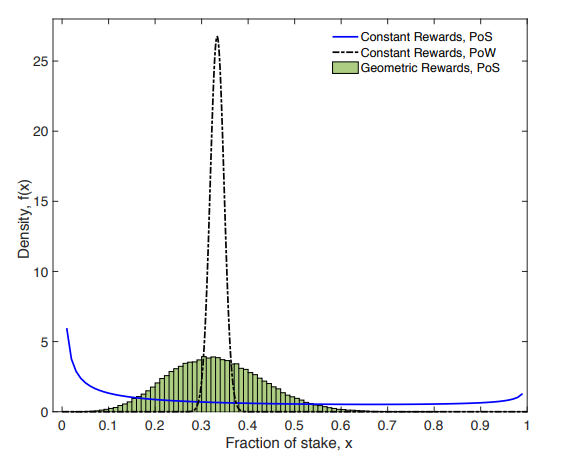 Constant Rewards, PoS
Constant Rewards, PoW
Geometric Rewards, PoS
25
20
15
10
5
0
Density, f(x)
0 0.1 0.2 0.3 0.4 0.5 0.6 0.7 0.8 0.9 1
Fraction of stake, x